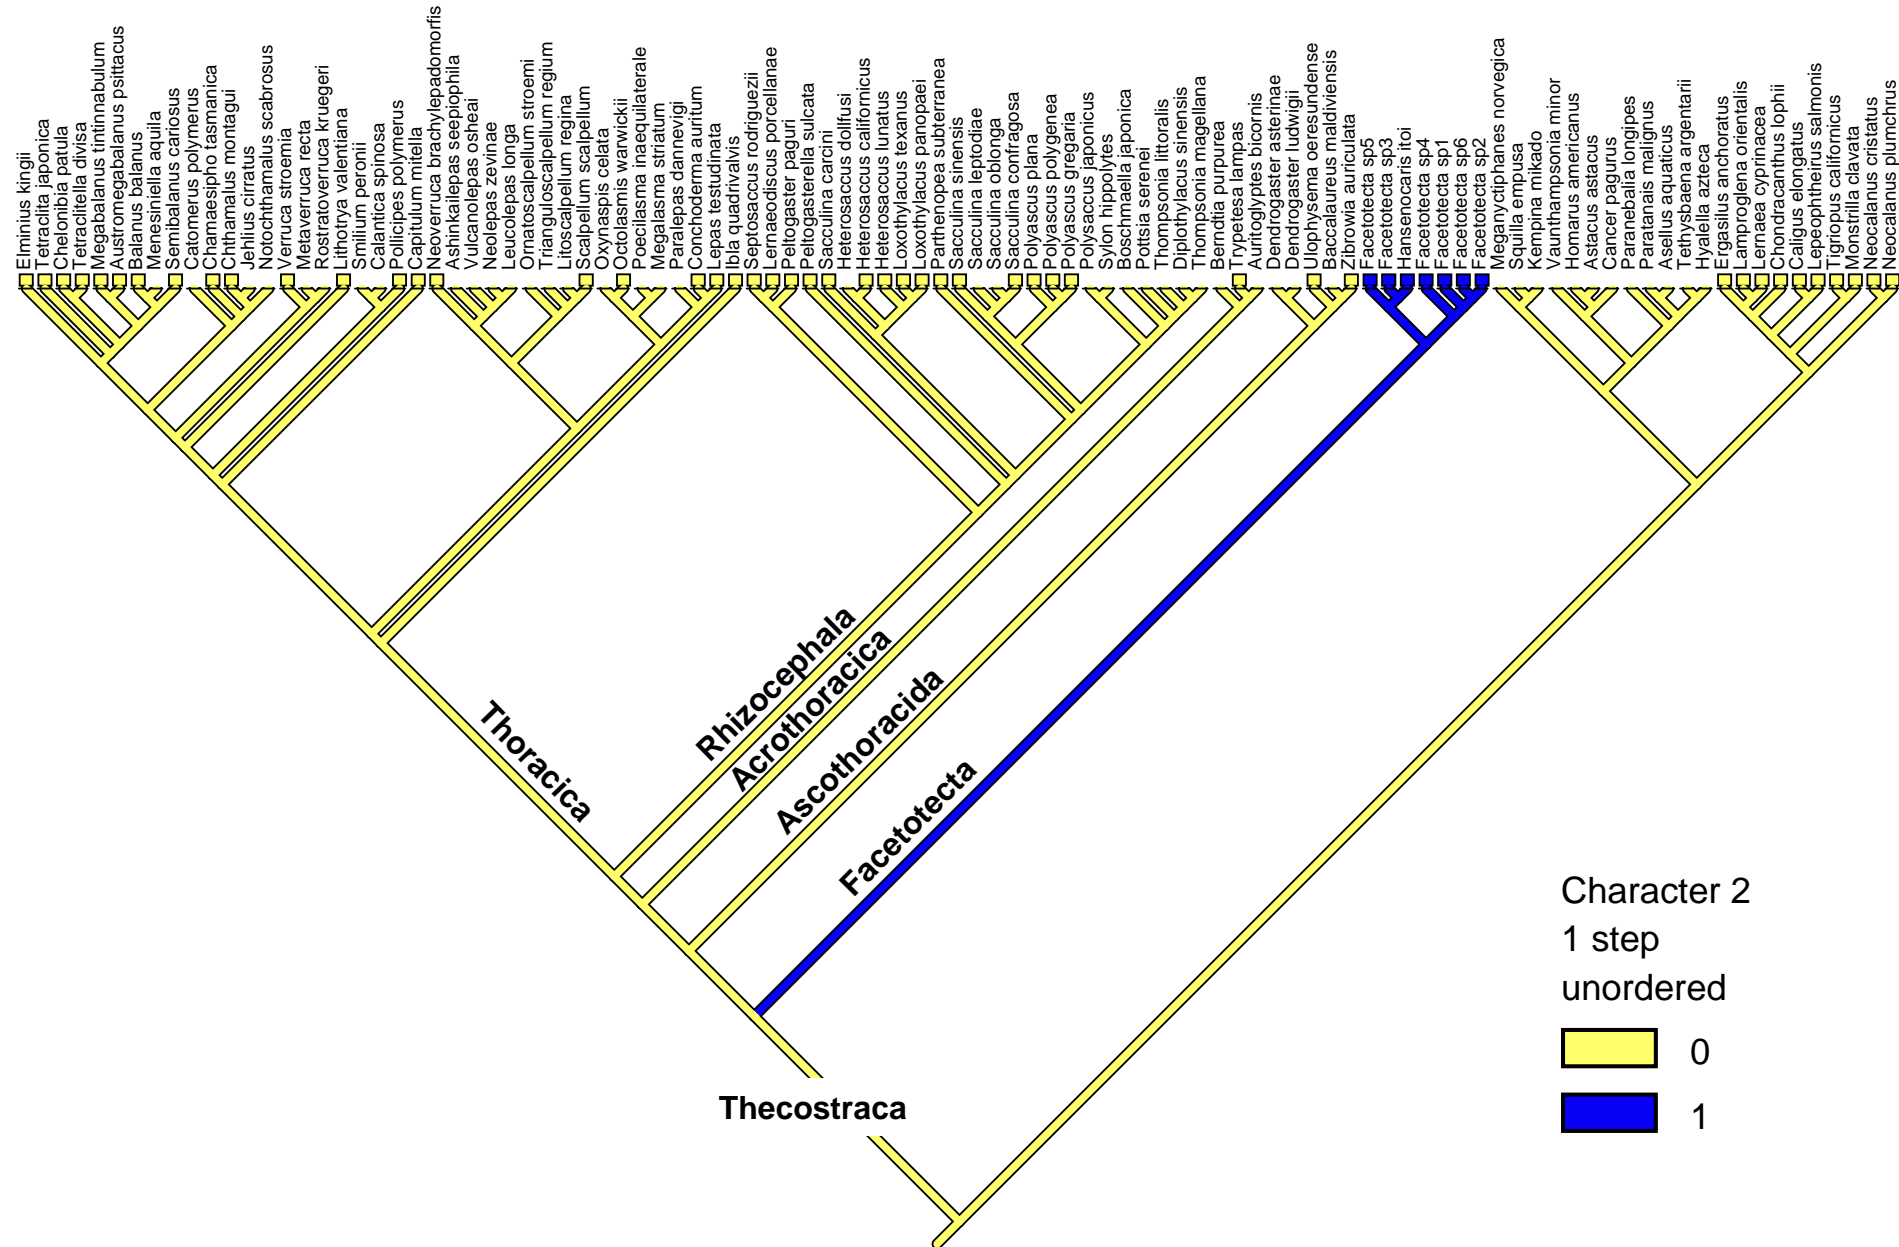 Elminius kingii
Tetraclita japonica
Chelonibia patula
Tetraclitella divisa
Megabalanus tintinnabulum
Austromegabalanus psittacus
Balanus balanus
Menesiniella aquila
Semibalanus cariosus
Catomerus polymerus
Chamaesipho tasmanica
Chthamalus montagui
Jehlius cirratus
Notochthamalus scabrosus
Verruca stroemia
Metaverruca recta
Rostratoverruca kruegeri
Lithotrya valentiana
Smilium peronii
Calantica spinosa
Pollicipes polymerus
Capitulum mitella
Neoverruca brachylepadomorfis
Ashinkailepas seepiophila
Vulcanolepas osheai
Neolepas zevinae
Leucolepas longa
Ornatoscalpellum stroemi
Trianguloscalpellum regium
Litoscalpellum regina
Scalpellum scalpellum
Oxynaspis celata
Octolasmis warwickii
Poecilasma inaequilaterale
Megalasma striatum
Paralepas dannevigi
Conchoderma auritum
Lepas testudinata
Ibla quadrivalvis
Septosaccus rodriguezii
Lernaeodiscus porcellanae
Peltogaster paguri
Peltogasterella sulcata
Sacculina carcini
Heterosaccus dollfusi
Heterosaccus californicus
Heterosaccus lunatus
Loxothylacus texanus
Loxothylacus panopaei
Parthenopea subterranea
Sacculina sinensis
Sacculina leptodiae
Sacculina oblonga
Sacculina confragosa
Polyascus plana
Polyascus polygenea
Polyascus gregaria
Polysaccus japonicus
Sylon hippolytes
Boschmaella japonica
Pottsia serenei
Thompsonia littoralis
Diplothylacus sinensis
Thompsonia magellana
Berndtia purpurea
Trypetesa lampas
Auritoglyptes bicornis
Dendrogaster asterinae
Dendrogaster ludwigii
Ulophysema oeresundense
Baccalaureus maldiviensis
Zibrowia auriculata
Facetotecta sp5
Facetotecta sp3
Hansenocaris itoi
Facetotecta sp4
Facetotecta sp1
Facetotecta sp6
Facetotecta sp2
Meganyctiphanes norvegica
Squilla empusa
Kempina mikado
Vaunthampsonia minor
Homarus americanus
Astacus astacus
Cancer pagurus
Paranebalia longipes
Paratanais malignus
Asellus aquaticus
Tethysbaena argentarii
Hyalella azteca
Ergasilus anchoratus
Lamproglena orientalis
Lernaea cyprinacea
Chondracanthus lophii
Caligus elongatus
Lepeophtheirus salmonis
Tigriopus californicus
Monstrilla clavata
Neocalanus cristatus
Neocalanus plumchrus
Thoracica
Rhizocephala
Acrothoracica
Ascothoracida
Facetotecta
Thecostraca
Character 2
1 step
unordered
0
1